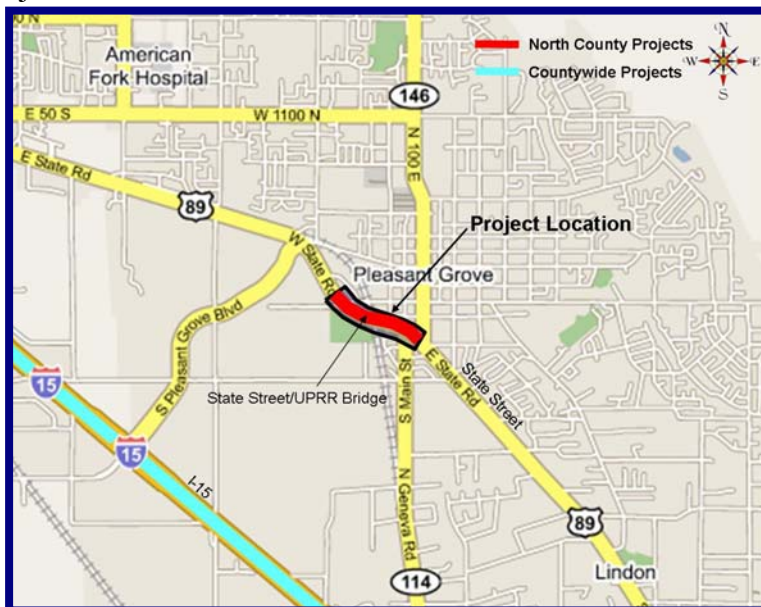 American
Fork Hospital
North County Projects
Countywide Projects
N
W
E
S
146
E 50 S
W 1100 N
N 100 E
E State Rd
89
Project Location
W State Rd
Pleasant Grove
S Pleasant Grove Blvd
15
State Street/UPRR Bridge
S Main St
E State Rd
State Street
15
I-15
N Geneva Rd
89
114
Lindon